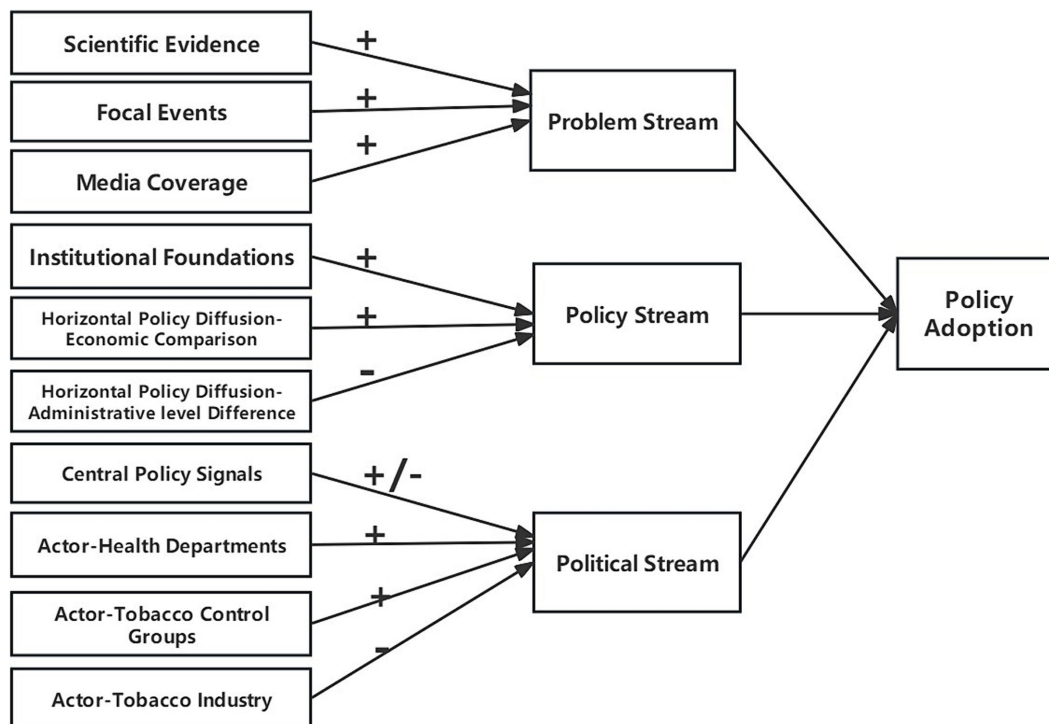 Scientific Evidence
+
Focal Events
+
Media Coverage
+
Problem Stream
Institutional Foundations
+
Horizontal Policy Diffusion-
Economic Comparison
+
Horizontal Policy Diffusion-
Administrative level Difference
-
Policy Stream
Policy
Adoption
Central Policy Signals
+/-
Actor-Health Departments
+
Actor-Tobacco Control
Groups
+
Actor-Tobacco Industry
-
Political Stream